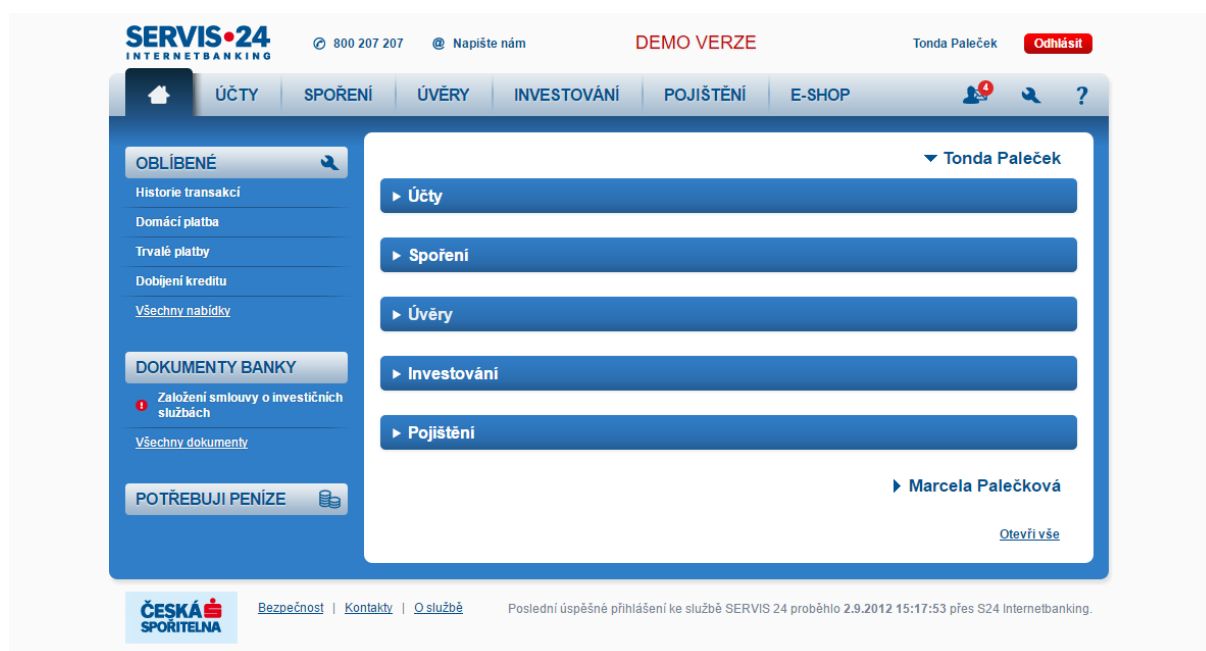 SERVIS•24
INTERNETBANKING
800 207 207
@ Napište nám
DEMO VERZE
Tonda Paleček
Odhlásit
ÚČTY
SPOŘENÍ
ÚVĚRY
INVESTOVÁNÍ
POJIŠTĚNÍ
E-SHOP
4
?
OBLÍBENÉ
Historie transakcí
Domácí platba
Trvalé platby
Dobíjení kreditu
Všechny nabídky
DOKUMENTY BANKY
Založení smlouvy o investičních
službách
Všechny dokumenty
POTŘEBUJI PENÍZE
Tonda Paleček
Účty
Spoření
Úvěry
Investování
Pojištění
Marcela Palečková
Otevři vše
ČESKÁ
SPOŘITELNA
Bezpečnost | Kontakty | O službě
Poslední úspěšné přihlášení ke službě SERVIS 24 proběhlo 2.9.2012 15:17:53 přes S24 Internetbanking.